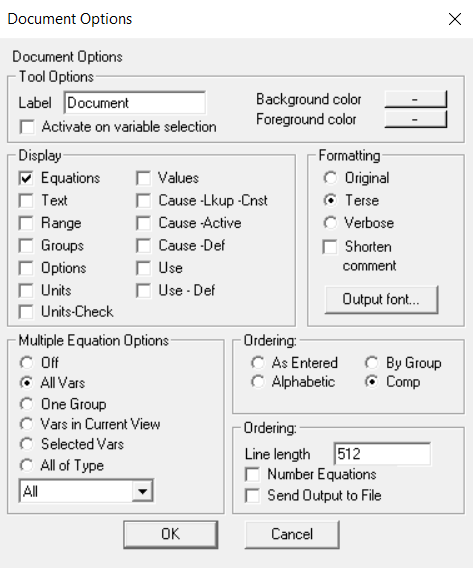 Document Options
Document Options
Tool Options
Label Document
Activate on variable selection
Background color -
Foreground color -
Display
Equations
Text
Range
Groups
Options
Units
Units-Check
Values
Cause -Lkup -Cnst
Cause -Active
Cause -Def
Use
Use - Def
Formatting
Original
Terse
Verbose
Shorten
comment
Output font...
Multiple Equation Options
Off
All Vars
One Group
Vars in Current View
Selected Vars
All of Type
All
Ordering:
As Entered By Group
Alphabetic Comp
Ordering:
Line length 512
Number Equations
Send Output to File
OK Cancel